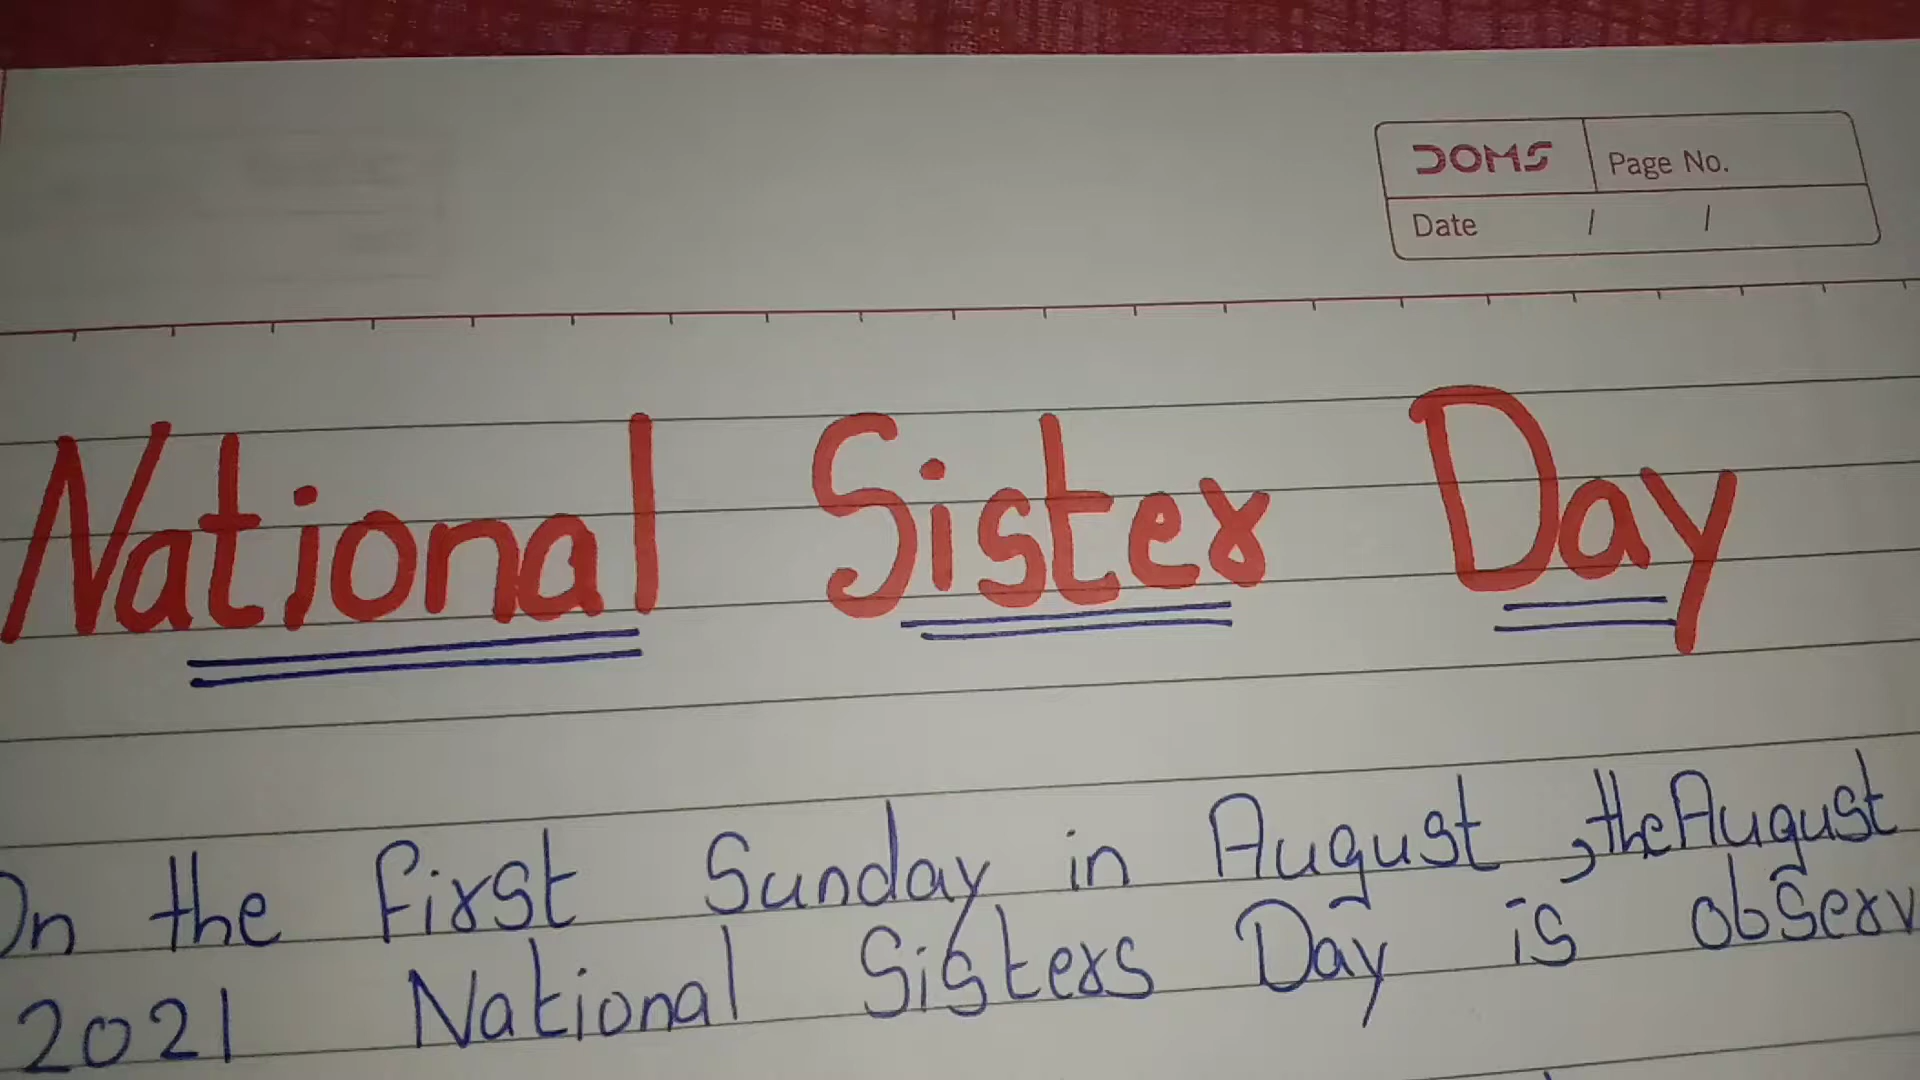 DOMS Page No.
Date / /
National Sister Day
On the first Sunday in August , the August
2021 National Sisters Day is observ